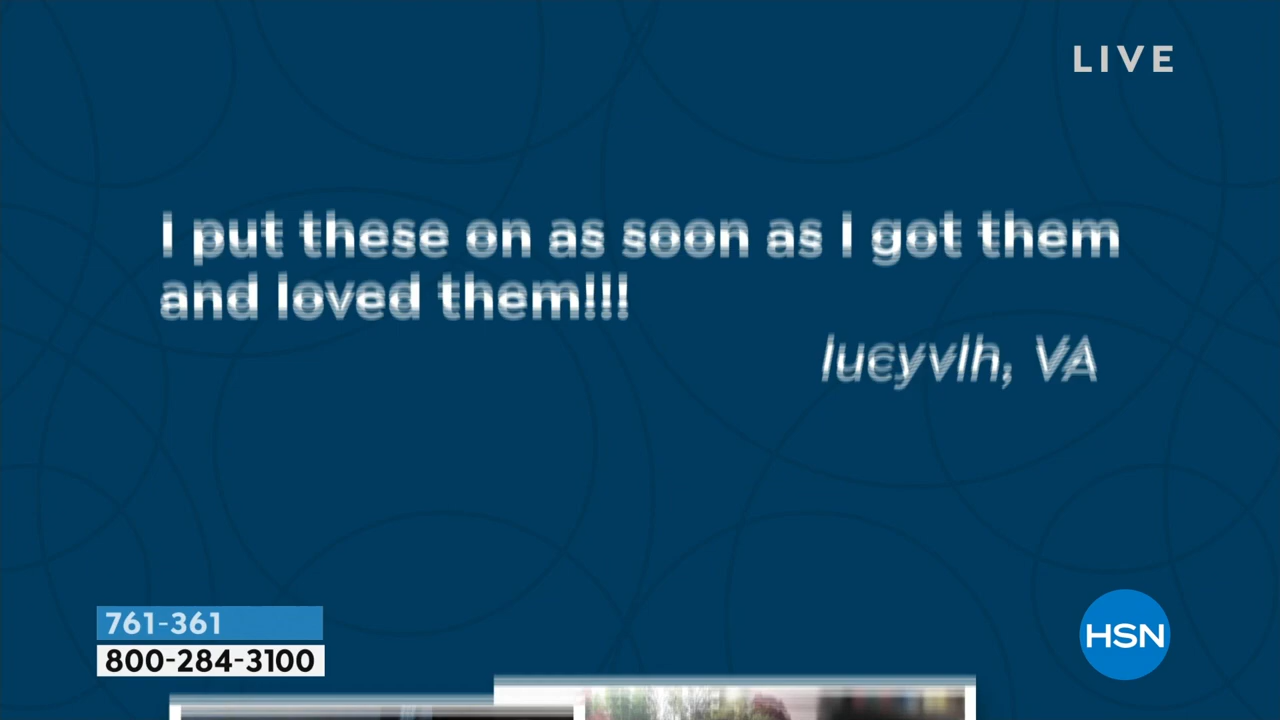 LIVE
I put these on as soon as I got them
and loved them!!!
lucyvlh, VA
761-361
800-284-3100
HSN